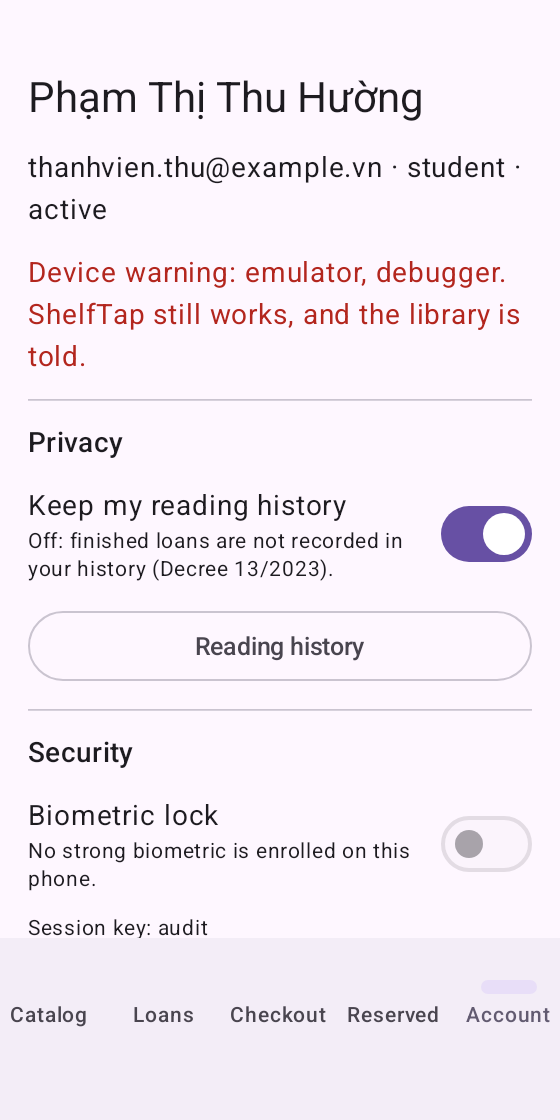 Phạm Thị Thu Hường
thanhvien.thu@example.vn · student ·
active
Device warning: emulator, debugger.
ShelfTap still works, and the library is
told.
Privacy
Keep my reading history
Off: finished loans are not recorded in
your history (Decree 13/2023).
Reading history
Security
Biometric lock
No strong biometric is enrolled on this
phone.
Session key: audit
Catalog
Loans
Checkout
Reserved
Account